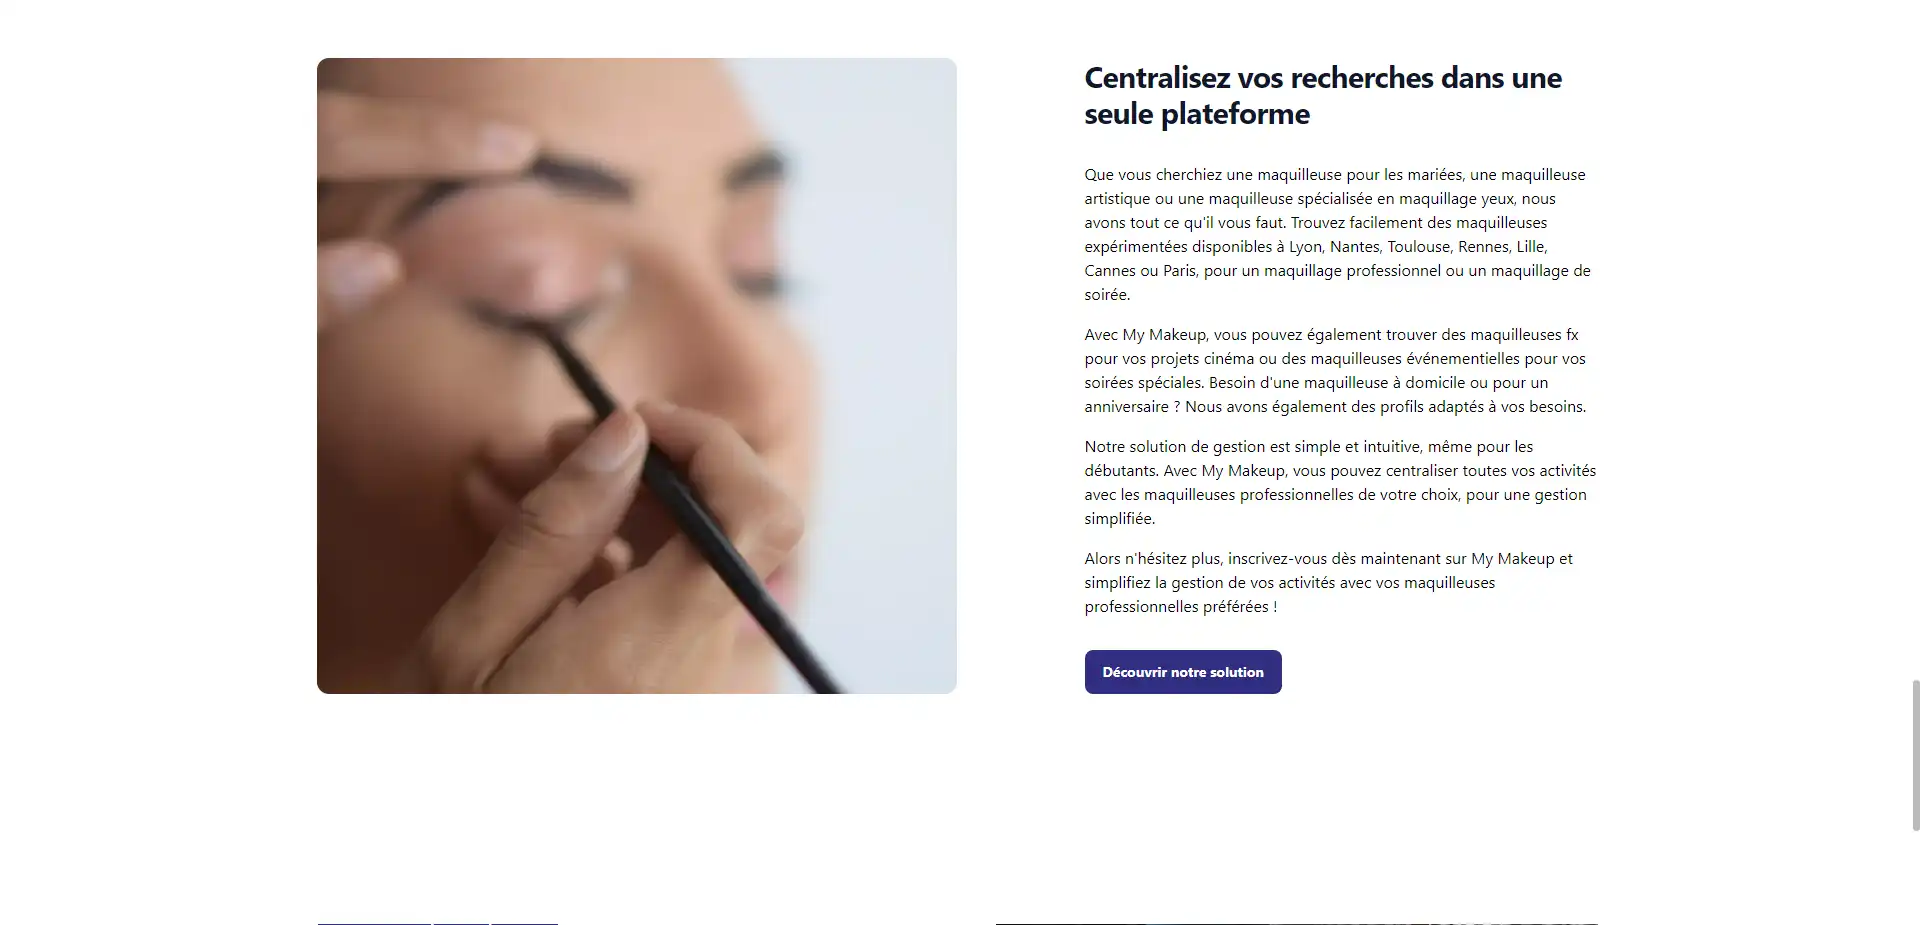 Centralisez vos recherches dans une
seule plateforme
Que vous cherchiez une maquilleuse pour les mariées, une maquilleuse
artistique ou une maquilleuse spécialisée en maquillage yeux, nous
avons tout ce qu'il vous faut. Trouvez facilement des maquilleuses
expérimentées disponibles à Lyon, Nantes, Toulouse, Rennes, Lille,
Cannes ou Paris, pour un maquillage professionnel ou un maquillage de
soirée.
Avec My Makeup, vous pouvez également trouver des maquilleuses fx
pour vos projets cinéma ou des maquilleuses événementielles pour vos
soirées spéciales. Besoin d'une maquilleuse à domicile ou pour un
anniversaire ? Nous avons également des profils adaptés à vos besoins.
Notre solution de gestion est simple et intuitive, même pour les
débutants. Avec My Makeup, vous pouvez centraliser toutes vos activités
avec les maquilleuses professionnelles de votre choix, pour une gestion
simplifiée.
Alors n'hésitez plus, inscrivez-vous dès maintenant sur My Makeup et
simplifiez la gestion de vos activités avec vos maquilleuses
professionnelles préférées !
Découvrir notre solution